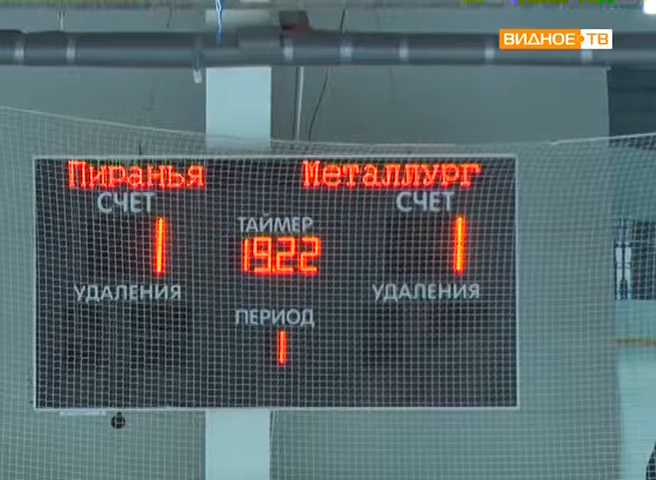 ВИДНОЕ ТВ
Пиранья Металлург
СЧЕТ СЧЕТ
1 ТАЙМЕР 1
19.22
УДАЛЕНИЯ УДАЛЕНИЯ
ПЕРИОД
1